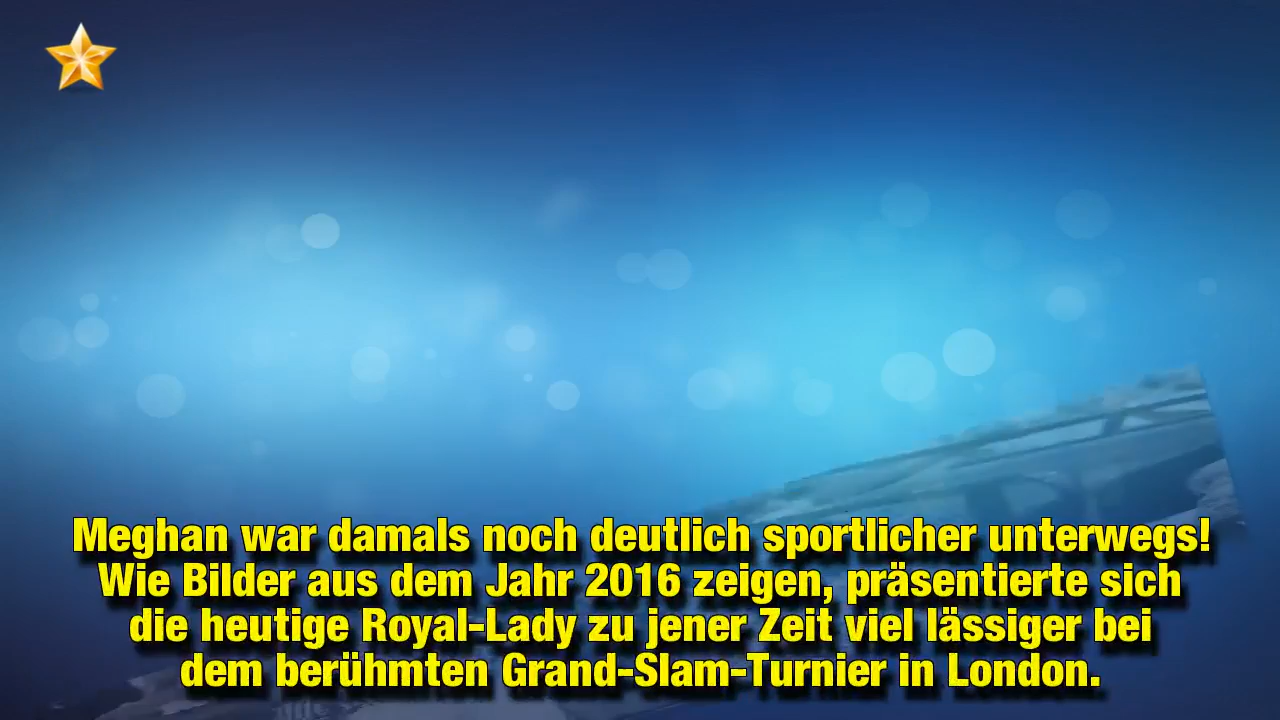 Meghan war damals noch deutlich sportlicher unterwegs!
Wie Bilder aus dem Jahr 2016 zeigen, präsentierte sich
die heutige Royal-Lady zu jener Zeit viel lässiger bei
dem berühmten Grand-Slam-Turnier in London.